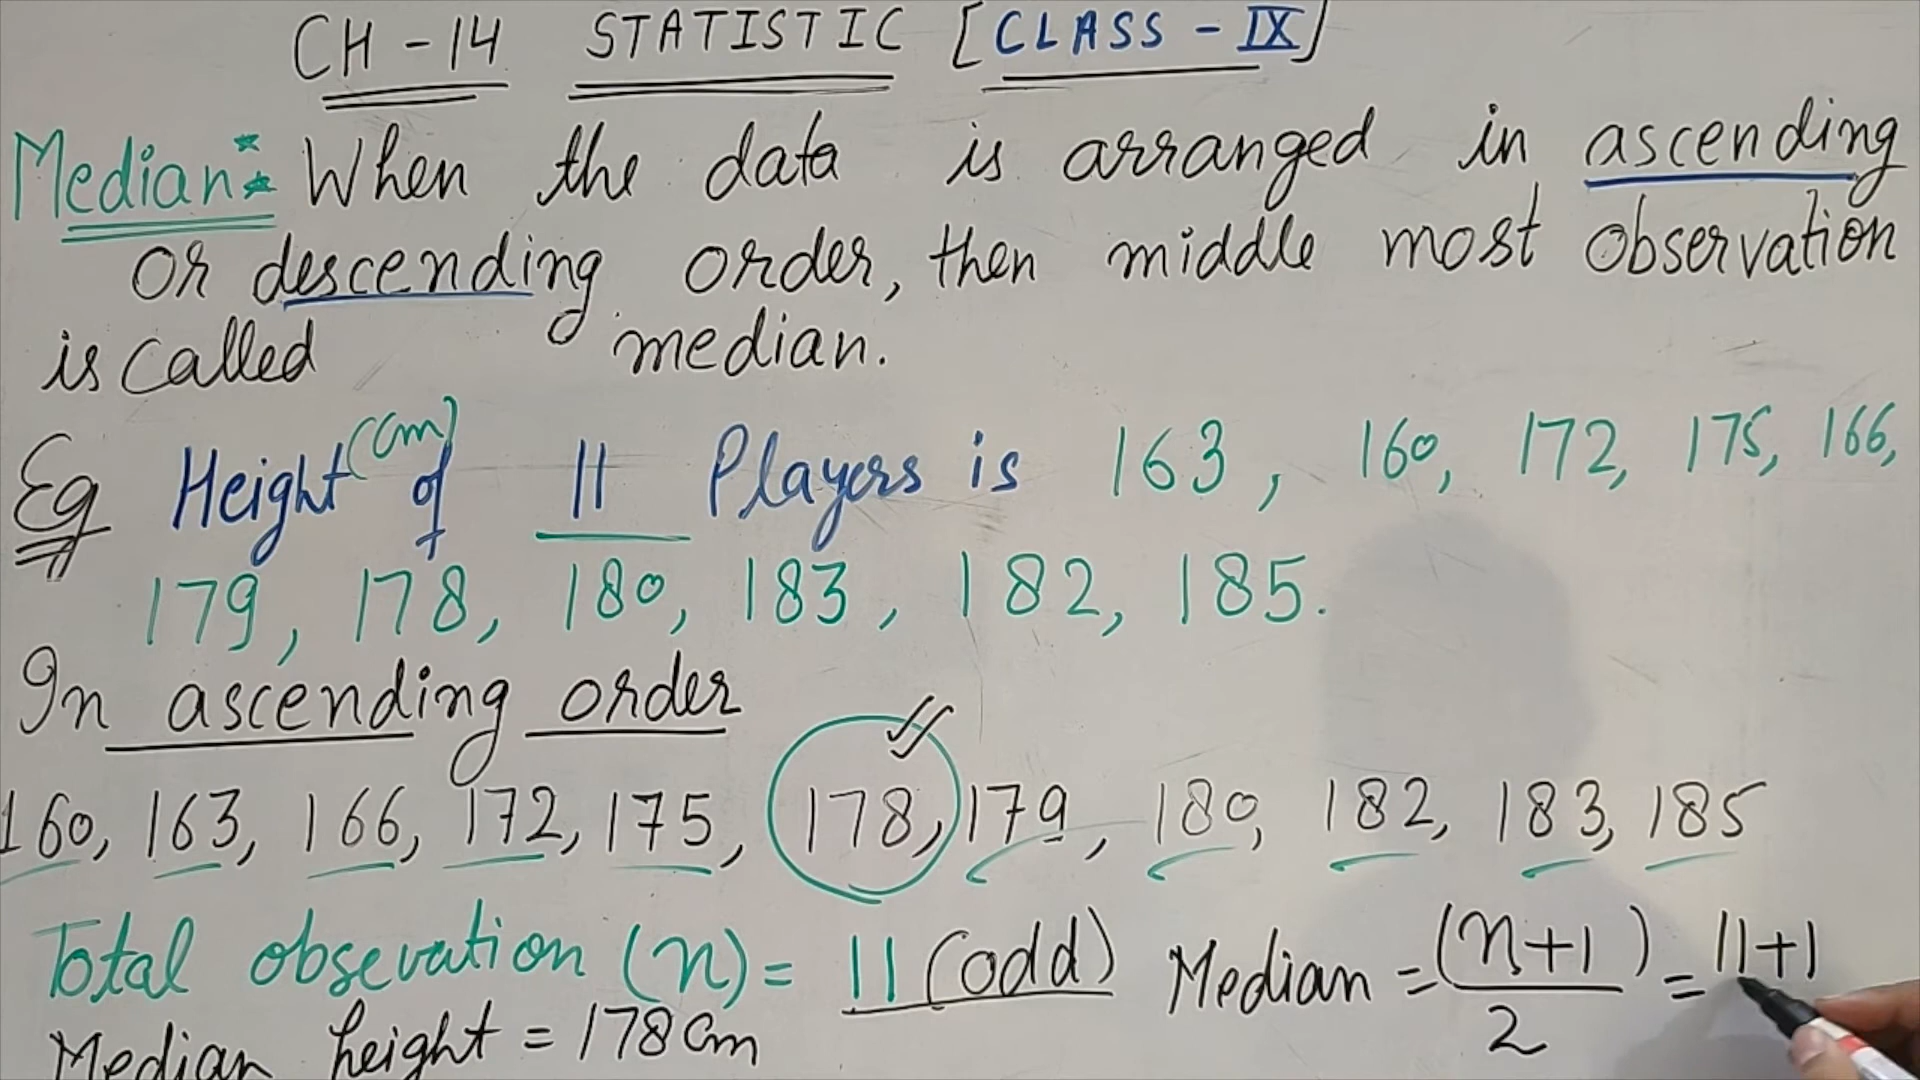 CH - 14 STATISTIC [CLASS - IX]
Median: When the data is arranged in ascending
or descending order, then middle most observation
is called median.
Eg Height (cm) of 11 Players is 163, 160, 172, 175, 166,
179, 178, 180, 183, 182, 185.
In ascending order
160, 163, 166, 172, 175, 178, 179, 180, 182, 183, 185
Total obsevation (n) = 11 (odd) Median = (n+1)/2 = 11+1
Median height = 178 cm